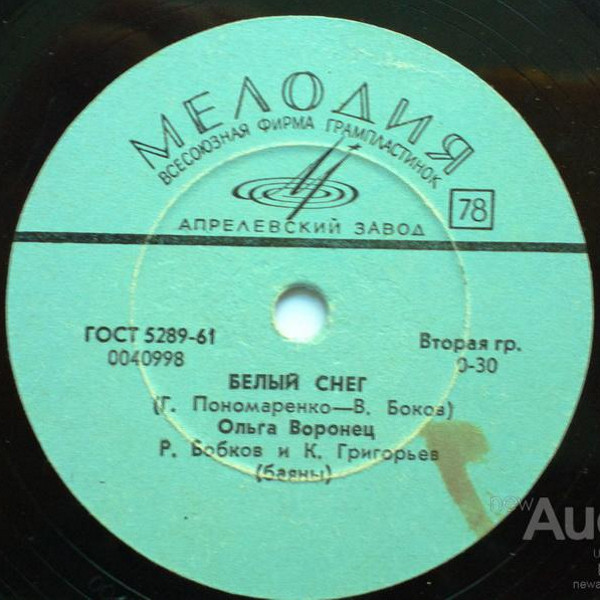 МЕЛОДИЯ
ВСЕСОЮЗНАЯ ФИРМА ГРАМПЛАСТИНОК
78
АПРЕЛЕВСКИЙ ЗАВОД
ГОСТ 5289-61
0040998
Вторая гр.
0-30
БЕЛЫЙ СНЕГ
(Г. Пономаренко—В. Боков)
Ольга Воронец
Р. Бобков и К. Григорьев
(баяны)
new